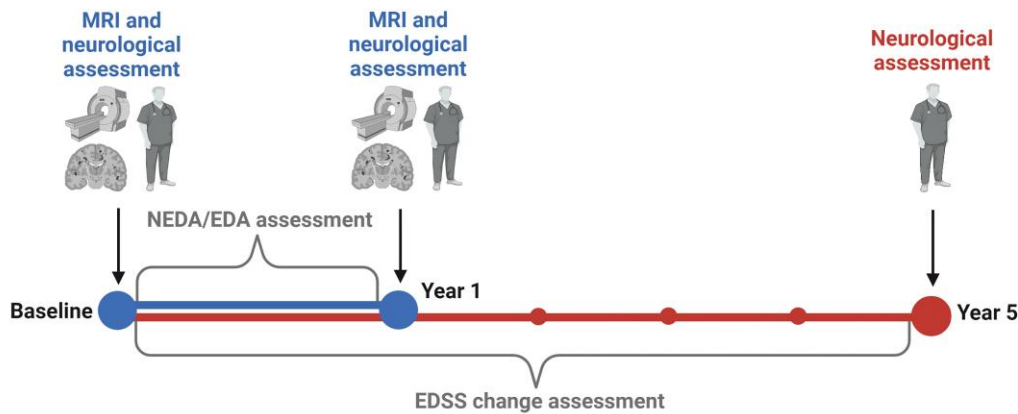 MRI and
neurological
assessment
MRI and
neurological
assessment
Neurological
assessment
NEDA/EDA assessment
Baseline
Year 1
Year 5
EDSS change assessment